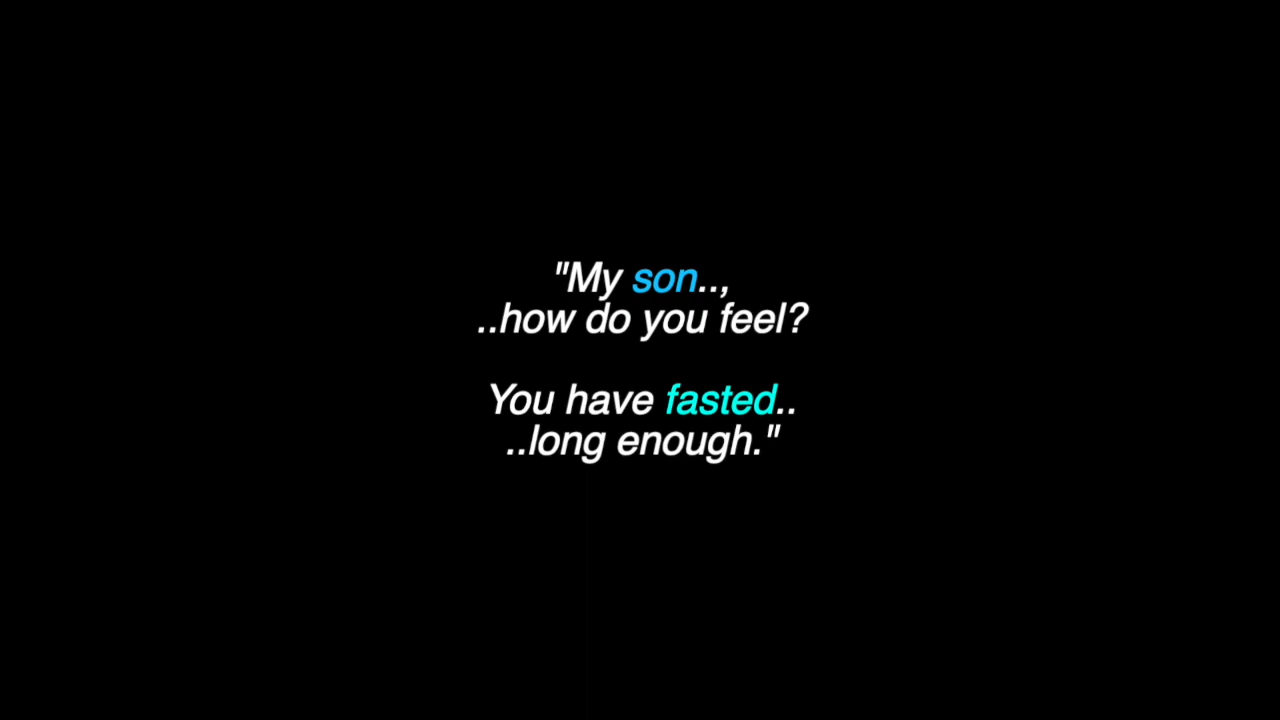 "My son..,
..how do you feel?
You have fasted..
..long enough."